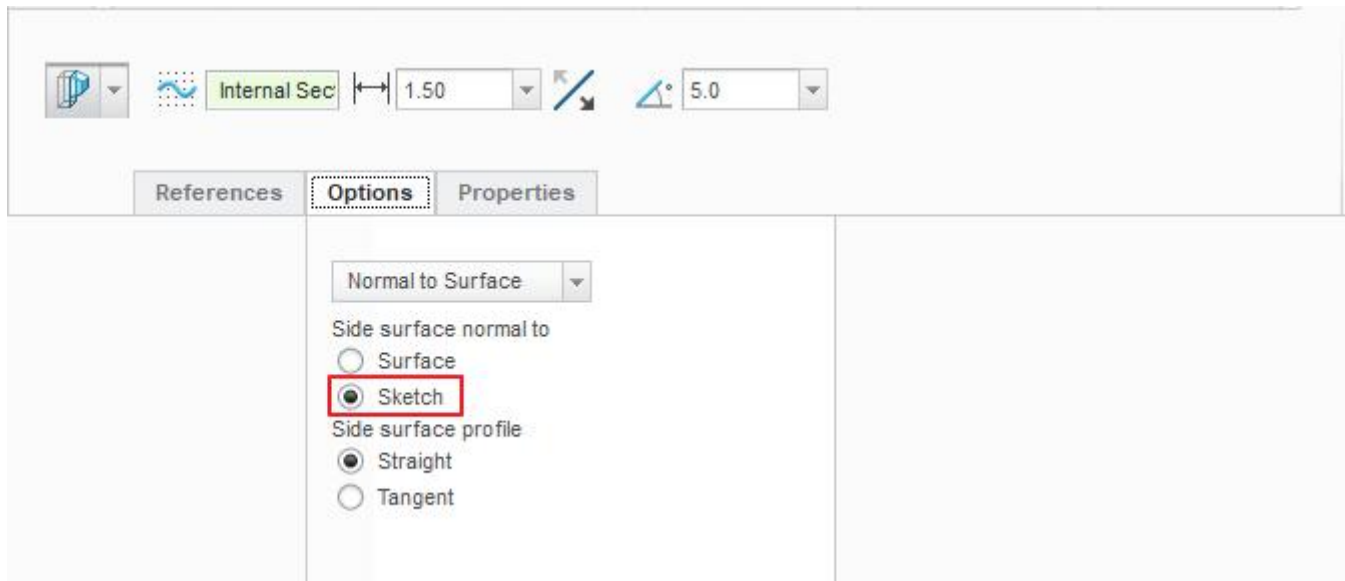 Internal Sec 1.50 5.0
References Options Properties
Normal to Surface
Side surface normal to
Surface
Sketch
Side surface profile
Straight
Tangent